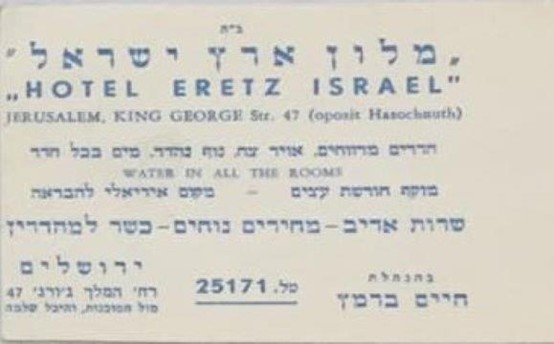 ב״ה
„מלון ארץ ישראל"
„HOTEL ERETZ ISRAEL"
JERUSALEM, KING GEORGE Str. 47 (oposit Hasochnuth)
חדרים מרווחים, אויר צח, נוף נהדר, מים בכל חדר
WATER IN ALL THE ROOMS
מוקף חורשת עצים – מקום אידיאלי להבראה
שרות אדיב – מחירים נוחים – כשר למהדרין
בהנהלת
חיים ברמץ
טל. 25171
ירושלים
רח׳ המלך ג׳ורג׳ 47
מול הסוכנות, והיכל שלמה